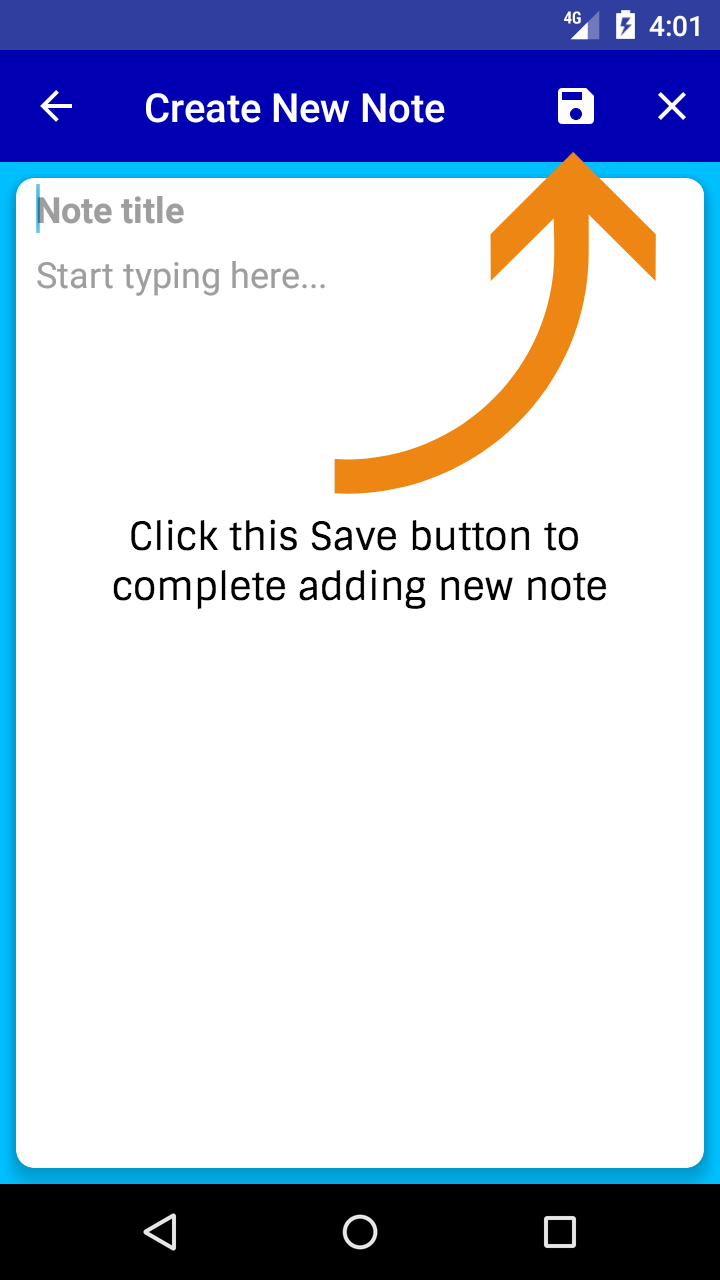 4G 4:01
Create New Note
Note title
Start typing here...
Click this Save button to
complete adding new note